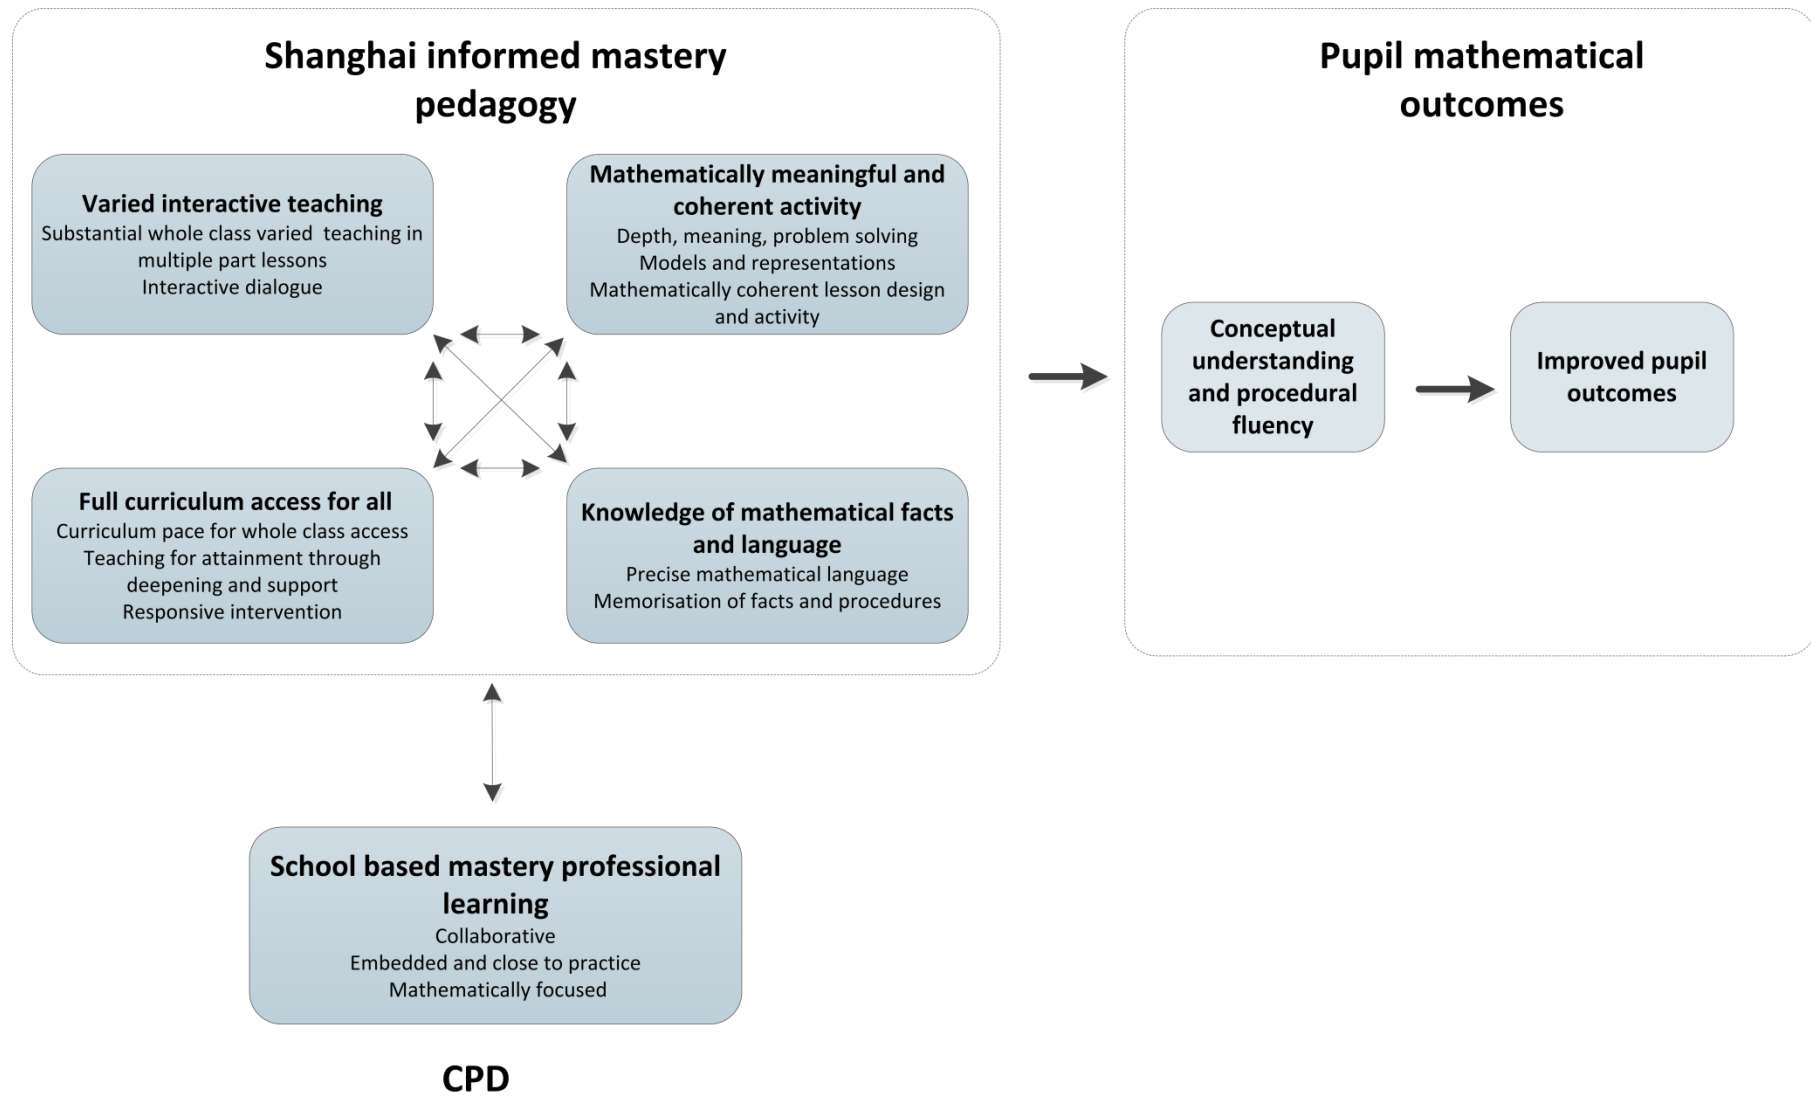 Shanghai informed mastery
pedagogy
Varied interactive teaching
Substantial whole class varied teaching in
multiple part lessons
Interactive dialogue
Mathematically meaningful and
coherent activity
Depth, meaning, problem solving
Models and representations
Mathematically coherent lesson design
and activity
Full curriculum access for all
Curriculum pace for whole class access
Teaching for attainment through
deepening and support
Responsive intervention
Knowledge of mathematical facts
and language
Precise mathematical language
Memorisation of facts and procedures
Pupil mathematical
outcomes
Conceptual
understanding
and procedural
fluency
Improved pupil
outcomes
School based mastery professional
learning
Collaborative
Embedded and close to practice
Mathematically focused
CPD